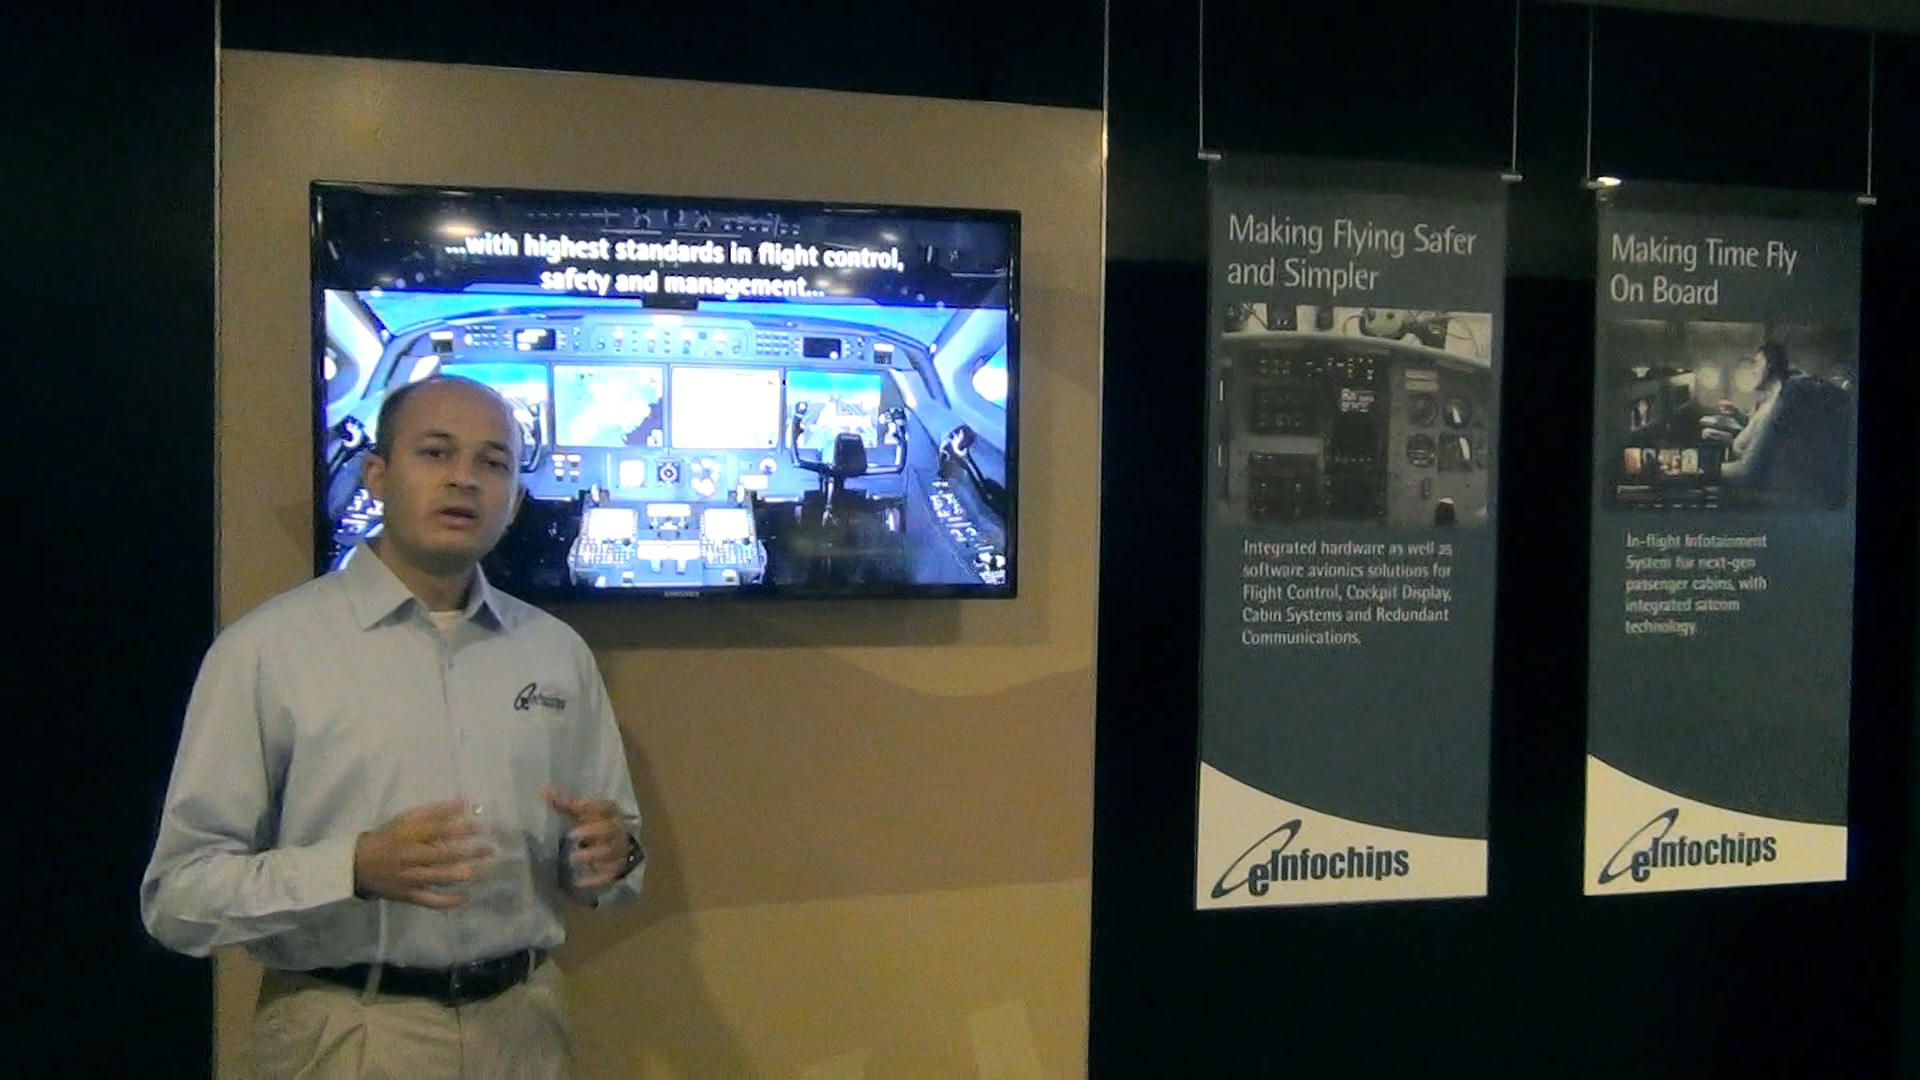 ...with highest standards in flight control,
safety and management...
SAMSUNG
eInfochips
Making Flying Safer
and Simpler
Integrated hardware as well as
software avionics solutions for
Flight Control, Cockpit Display,
Cabin Systems and Redundant
Communications.
eInfochips
Making Time Fly
On Board
In-flight Infotainment
System for next-gen
passenger cabins, with
integrated satcom
technology.
eInfochips